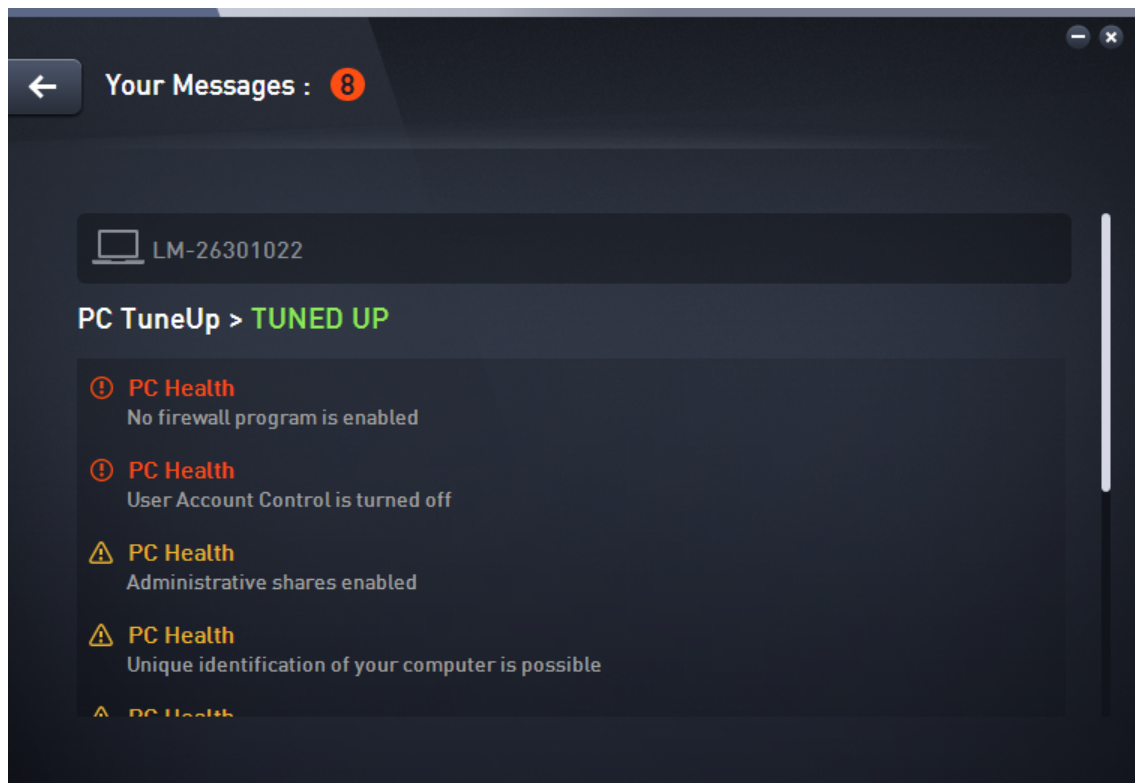 Your Messages : 8
LM-26301022
PC TuneUp > TUNED UP
PC Health
No firewall program is enabled
PC Health
User Account Control is turned off
PC Health
Administrative shares enabled
PC Health
Unique identification of your computer is possible
PC Health